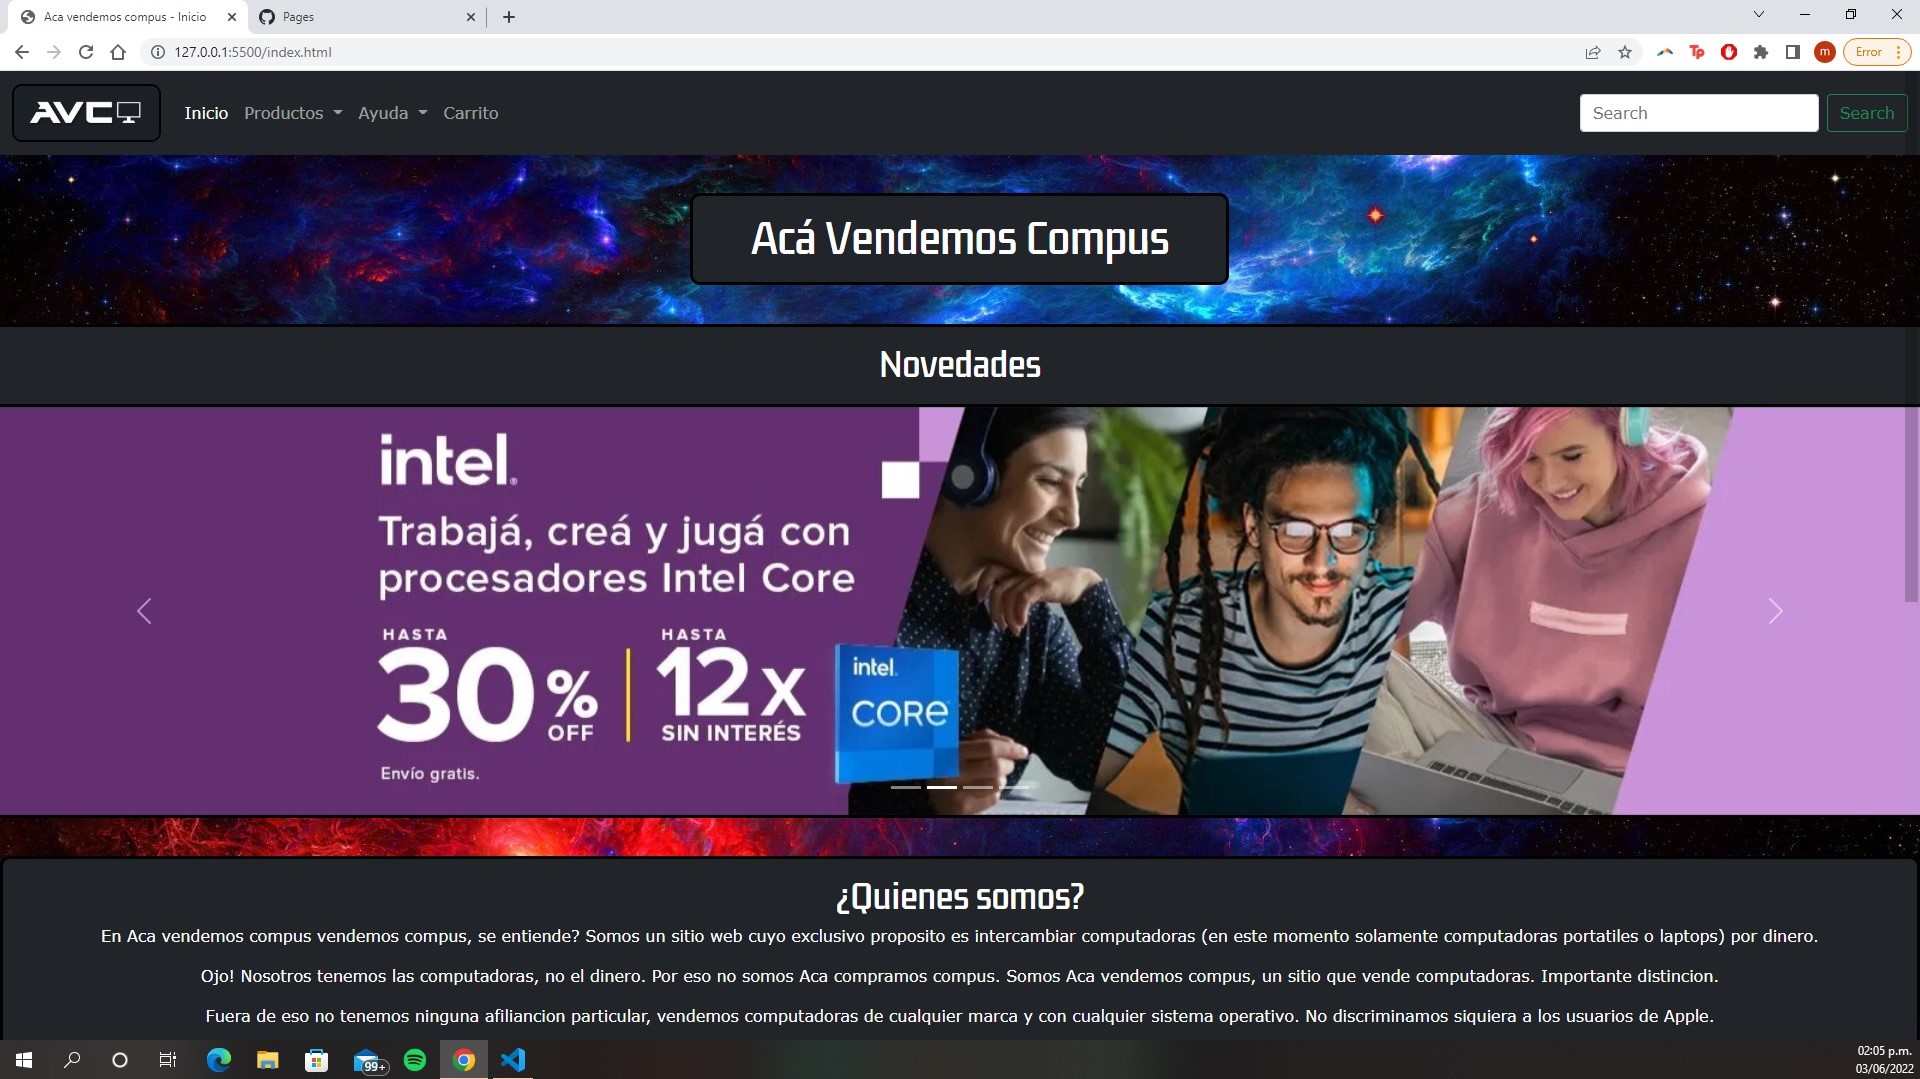 Aca vendemos compus - Inicio
Pages
127.0.0.1:5500/index.html
Tp
m
Error
AVC
Inicio
Productos
Ayuda
Carrito
Search
Search
Acá Vendemos Compus
Novedades
intel.
Trabajá, creá y jugá con
procesadores Intel Core
HASTA
30% OFF
HASTA
12x SIN INTERÉS
Envío gratis.
intel.
CORE
¿Quienes somos?
En Aca vendemos compus vendemos compus, se entiende? Somos un sitio web cuyo exclusivo proposito es intercambiar computadoras (en este momento solamente computadoras portatiles o laptops) por dinero.
Ojo! Nosotros tenemos las computadoras, no el dinero. Por eso no somos Aca compramos compus. Somos Aca vendemos compus, un sitio que vende computadoras. Importante distincion.
Fuera de eso no tenemos ninguna afiliancion particular, vendemos computadoras de cualquier marca y con cualquier sistema operativo. No discriminamos siquiera a los usuarios de Apple.
99+
02:05 p.m.
03/06/2022